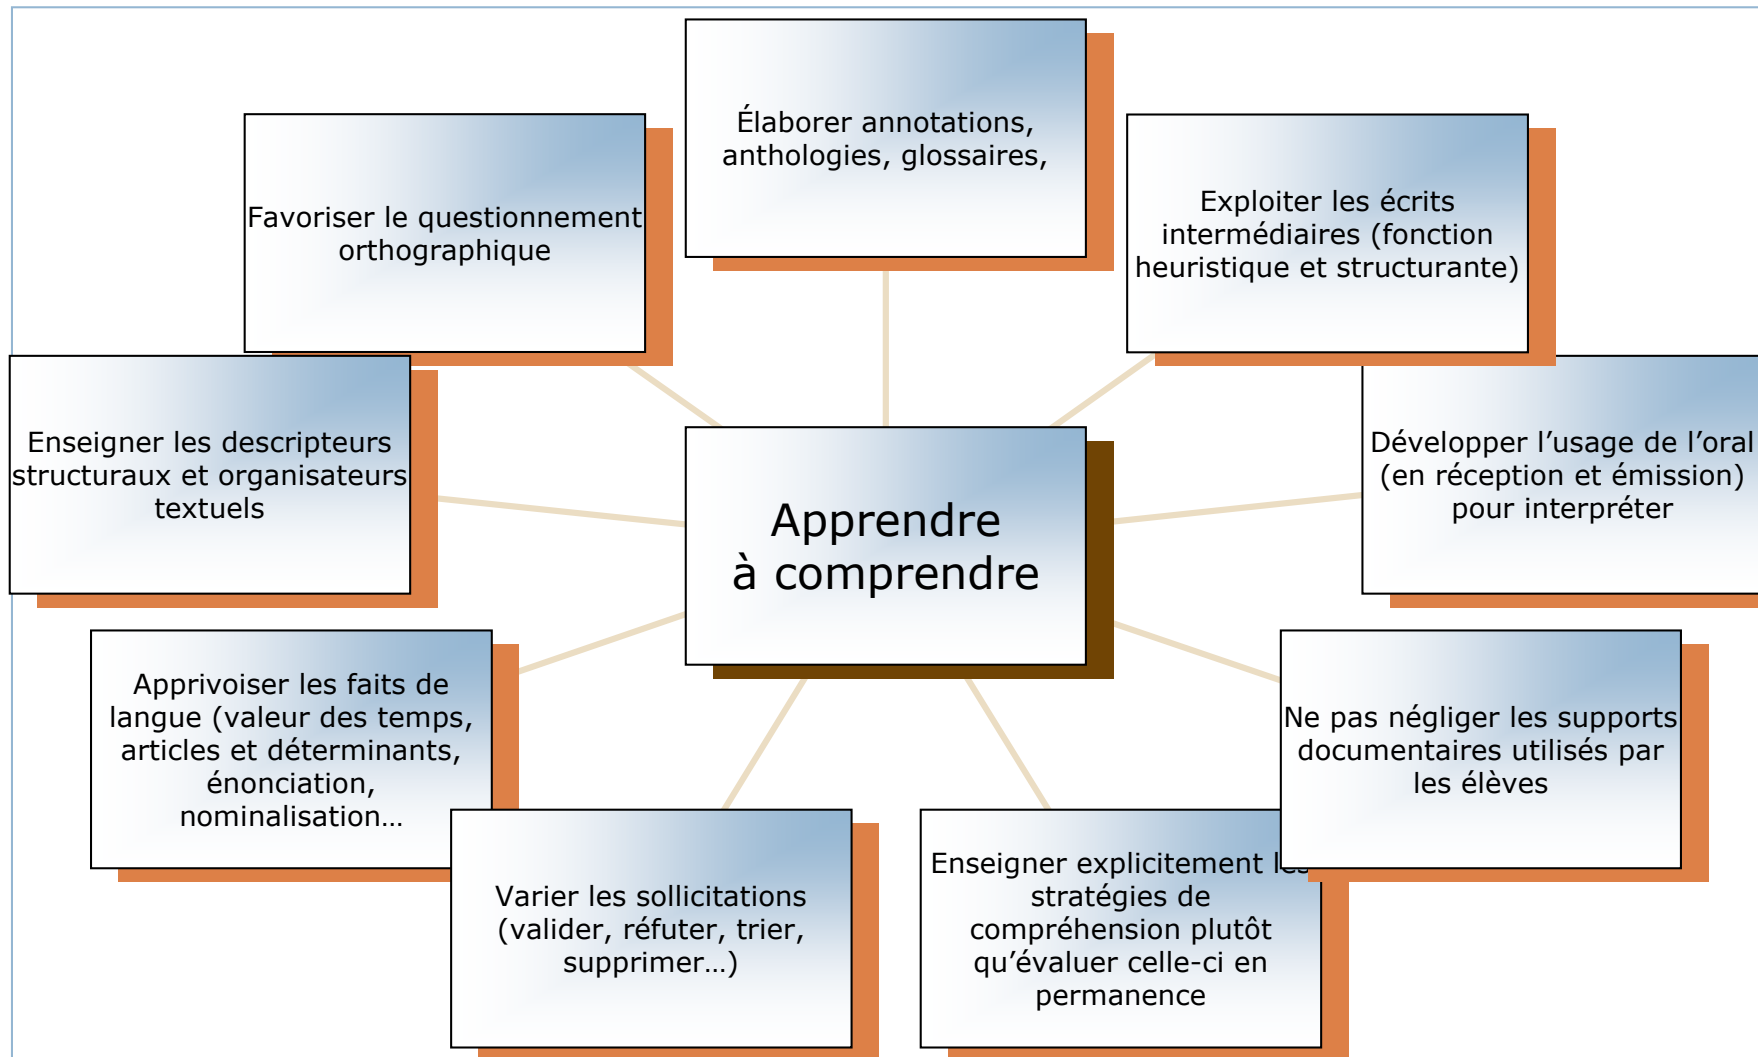 Élaborer annotations,
anthologies, glossaires,
Exploiter les écrits
intermédiaires (fonction
heuristique et structurante)
Développer l’usage de l’oral
(en réception et émission)
pour interpréter
Ne pas négliger les supports
documentaires utilisés par
les élèves
Enseigner explicitement les
stratégies de
compréhension plutôt
qu’évaluer celle-ci en
permanence
Varier les sollicitations
(valider, réfuter, trier,
supprimer…)
Apprivoiser les faits de
langue (valeur des temps,
articles et déterminants,
énonciation,
nominalisation…
Enseigner les descripteurs
structuraux et organisateurs
textuels
Favoriser le questionnement
orthographique
Apprendre
à comprendre